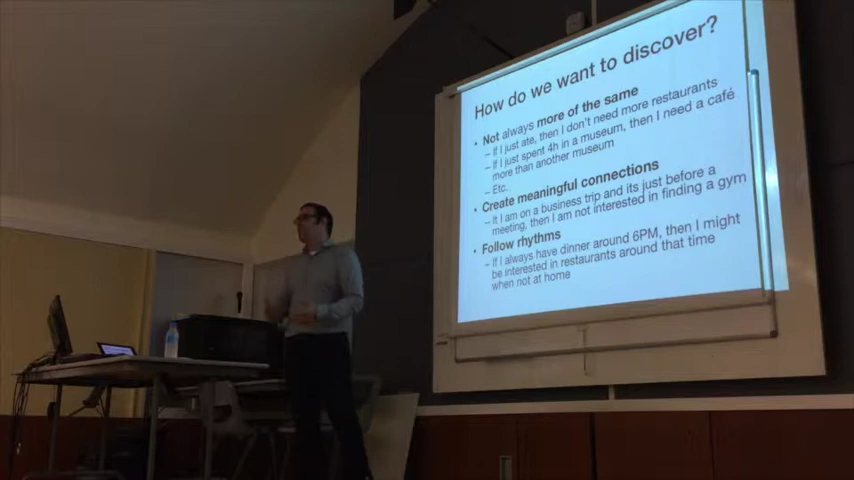 How do we want to discover?
• Not always more of the same
– If I just ate, then I don't need more restaurants
– If I just spent 4h in a museum, then I need a café
more than another museum
– Etc.
• Create meaningful connections
– It I am on a business trip and its just before a
meeting, then I am not interested in finding a gym
• Follow rhythms
– If I always have dinner around 6PM, then I might
be interested in restaurants around that time
when not at home